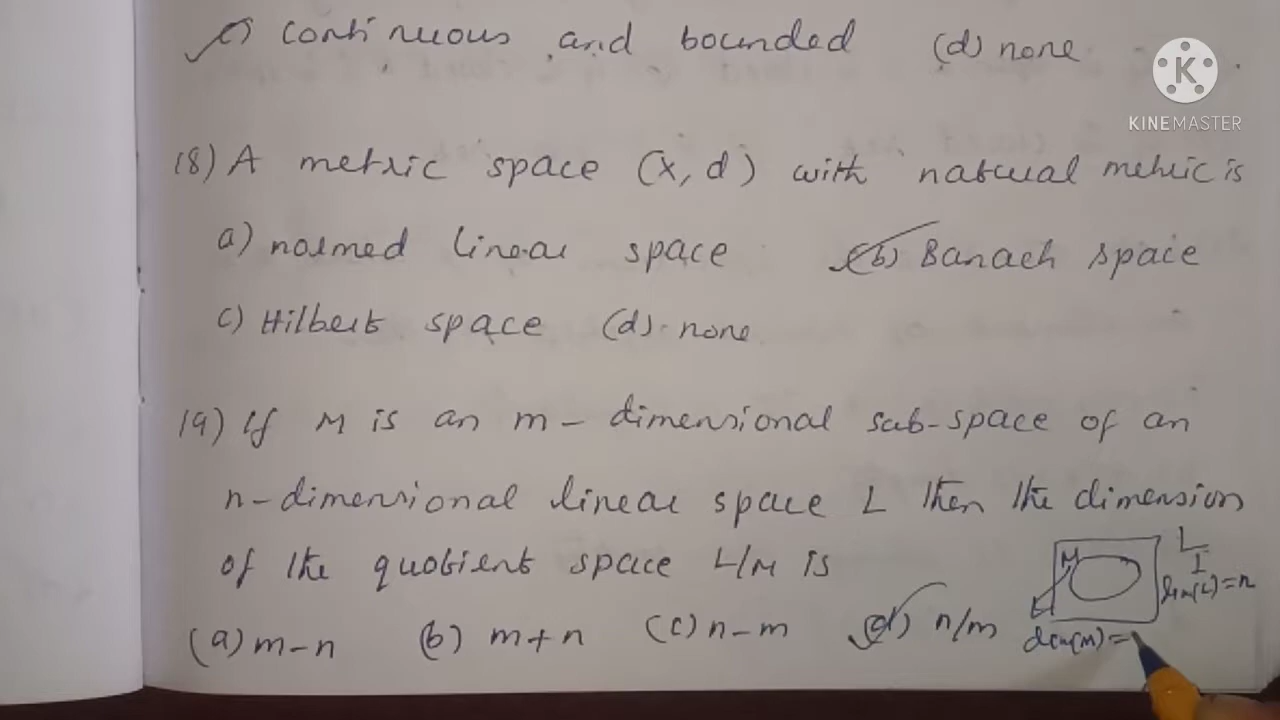 c) continuous and bounded (d) none
K
KINEMASTER
18) A metric space (X, d) with natural metric is
a) normed linear space (b) Banach space
c) Hilbert space (d) none
19) If M is an m-dimensional sub-space of an
n-dimensional linear space L then the dimension
of the quotient space L/M is
(a) m-n (b) m+n (c) n-m (d) n/m
M L
dim(L)=n
dim(M)=